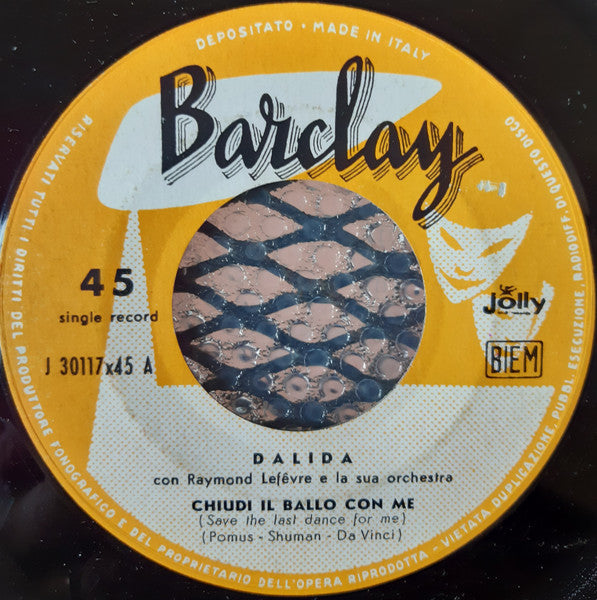 DEPOSITATO • MADE IN ITALY
Barclay
RISERVATI TUTTI I DIRITTI DEL PRODUTTORE FONOGRAFICO E DEL PROPRIETARIO DELL'OPERA RIPRODOTTA - VIETATA DUPLICAZIONE, PUBBL. ESECUZIONE, RADIODIFF. DI QUESTO DISCO
45
single record
J 30117x45 A
Jolly
BIEM
DALIDA
con Raymond Lefêvre e la sua orchestra
CHIUDI IL BALLO CON ME
(Save the last dance for me)
(Pomus - Shuman - Da Vinci)